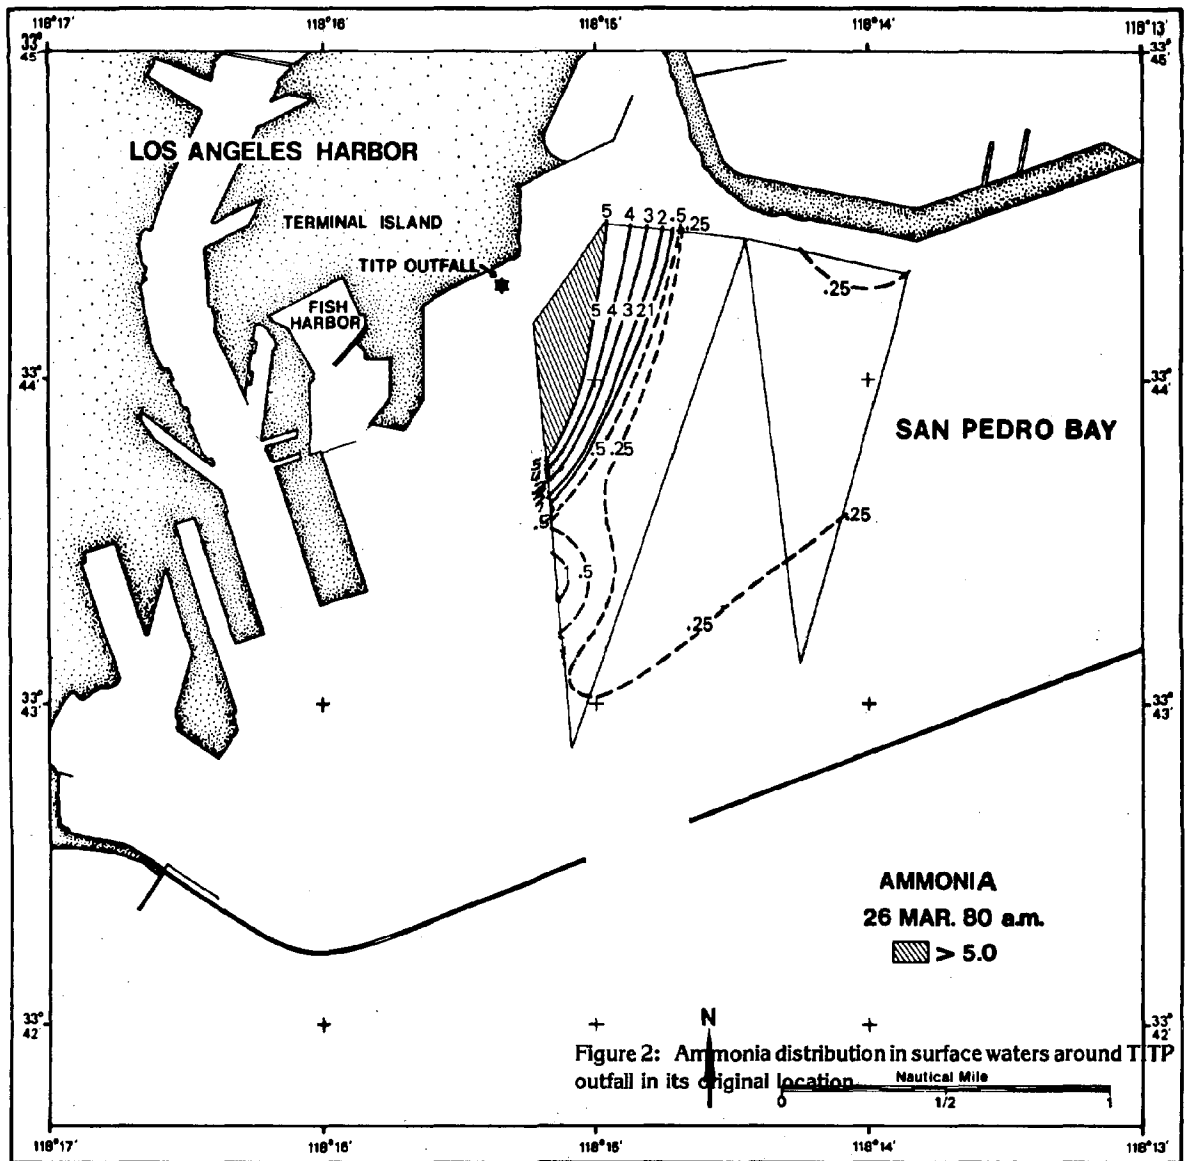 118°17' 118°16' 118°15' 118°14' 118°13'
33° 45' 33° 45'
LOS ANGELES HARBOR
TERMINAL ISLAND
5 4 3 2 .5 .25
TITP OUTFALL
.25
FISH
HARBOR
5 4 3 2 1
33° 44' 33° 44'
SAN PEDRO BAY
.5 .25
.5
.25
.5
.25
33° 43' 33° 43'
AMMONIA
26 MAR. 80 a.m.
> 5.0
33° 42' 33° 42'
N
Figure 2: Ammonia distribution in surface waters around TITP
outfall in its original location.
Nautical Mile
0 1/2 1
118°17' 118°16' 118°15' 118°14' 118°13'